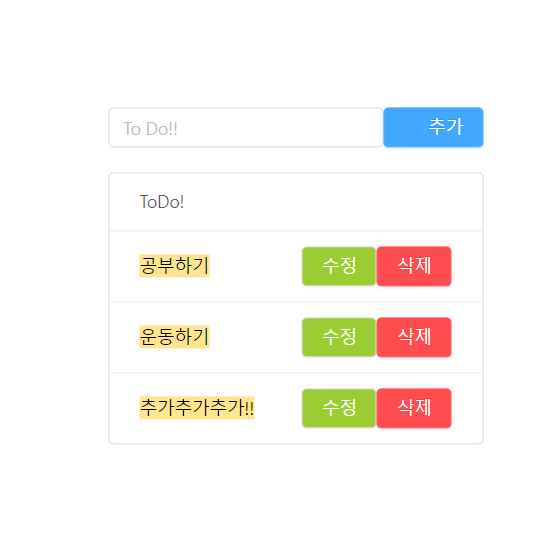 To Do!!
추가
ToDo!
공부하기 수정 삭제
운동하기 수정 삭제
추가추가추가!! 수정 삭제